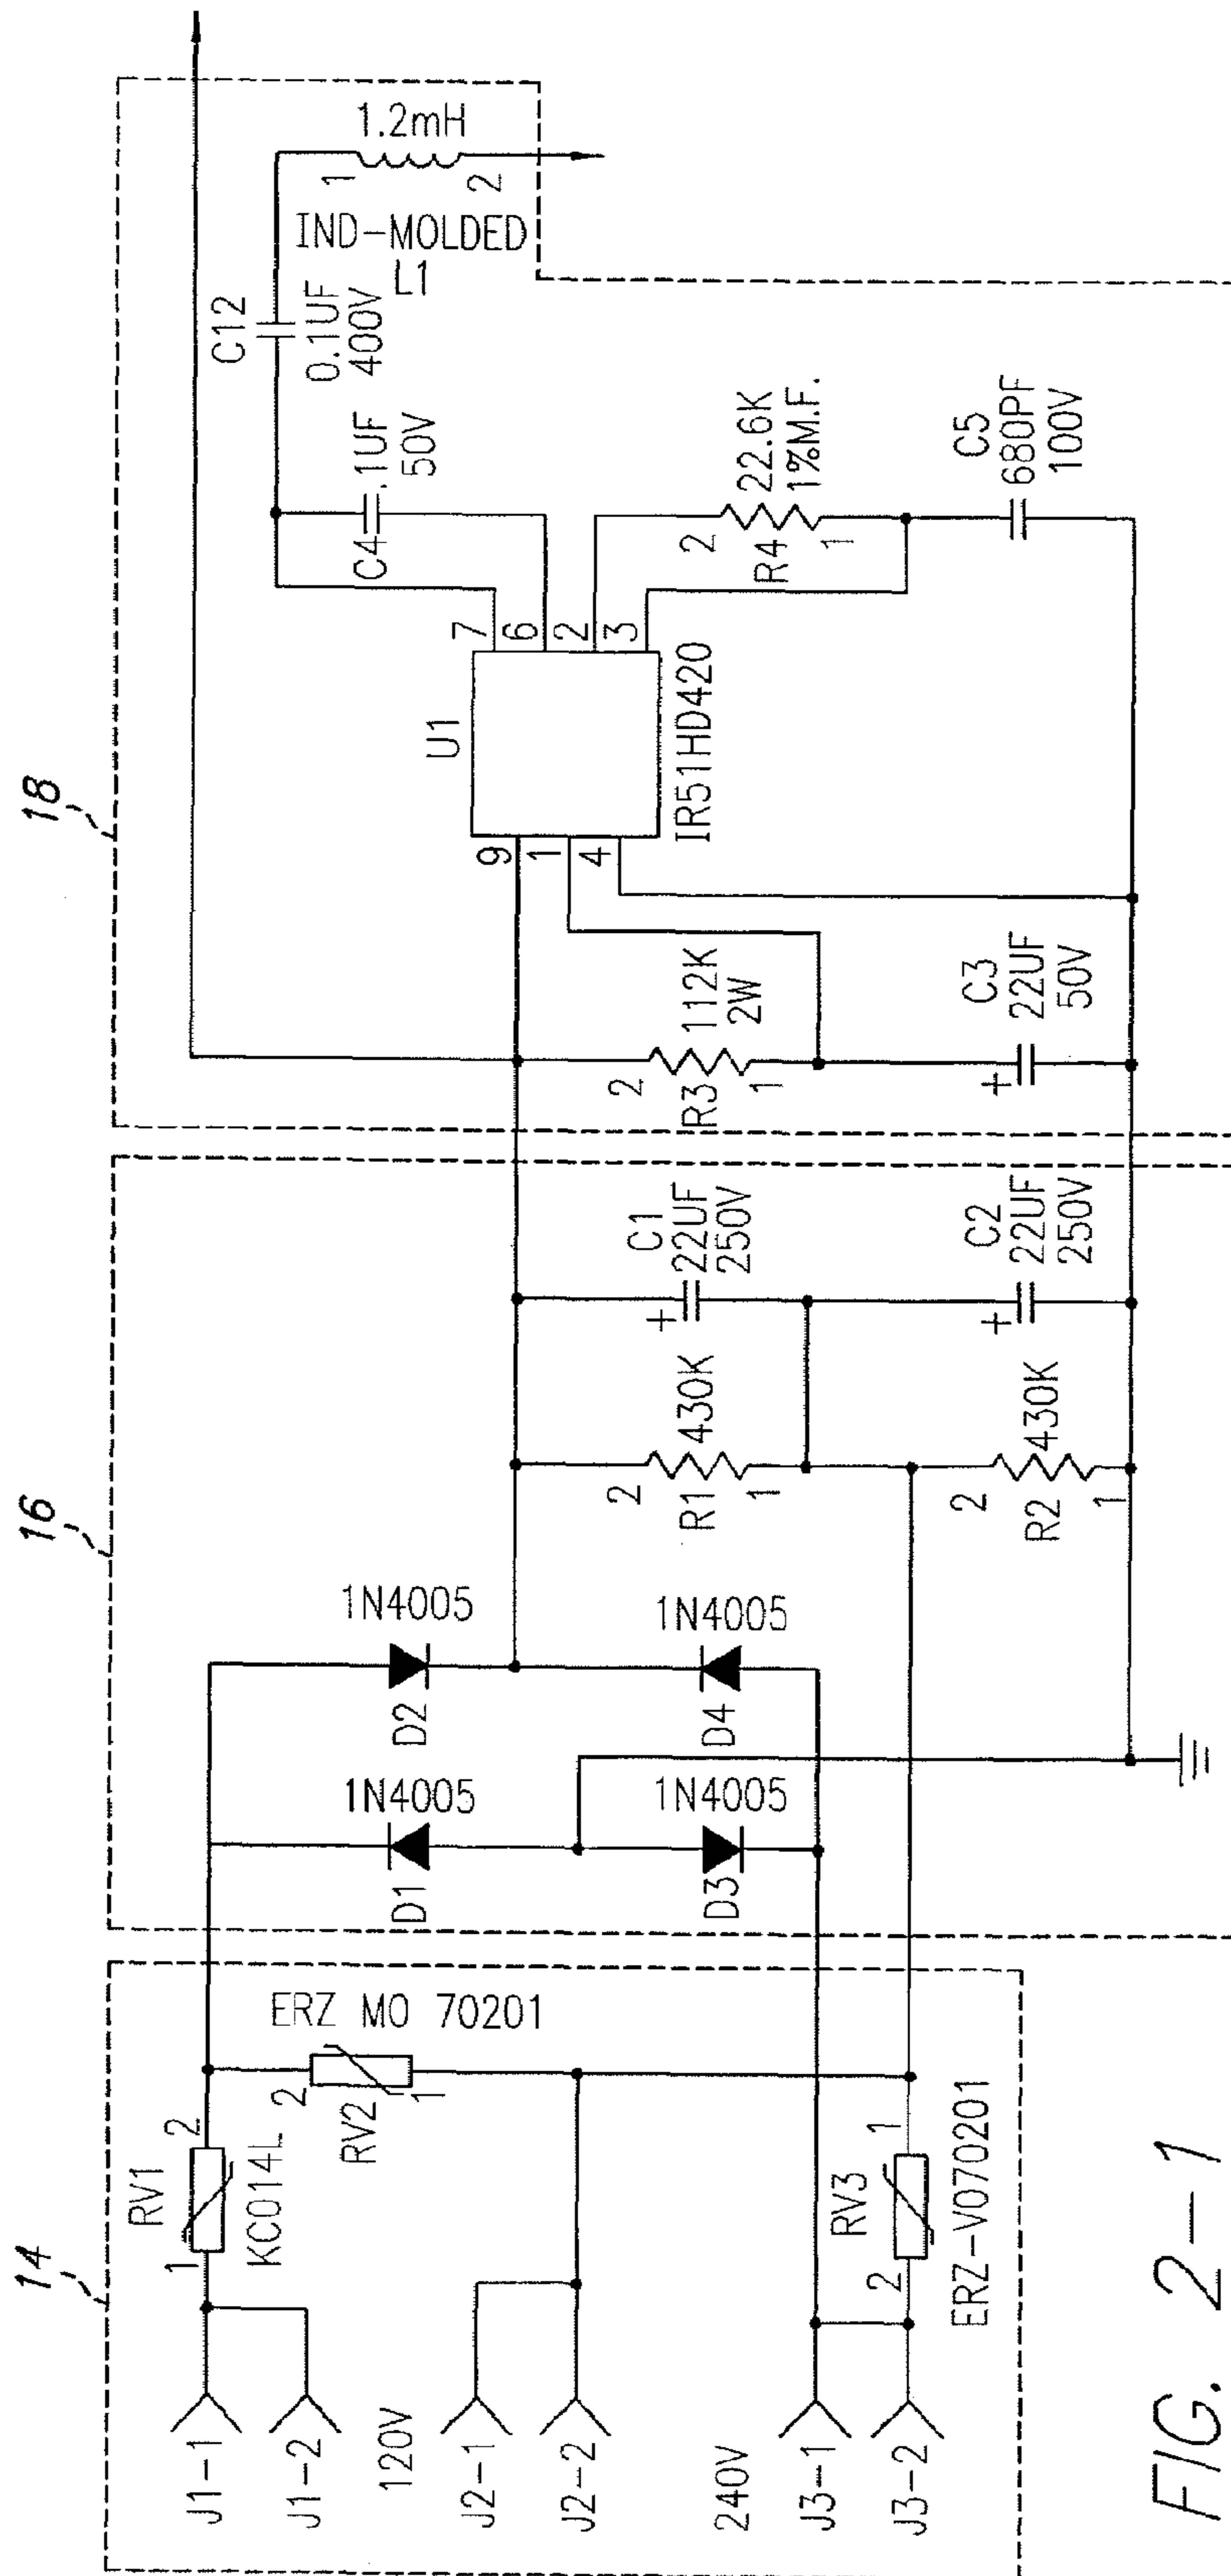 14
16
18
J1-1
J1-2
120V
J2-1
J2-2
240V
J3-1
J3-2
RV1
1
2
KC014L
ERZ MO 70201
2
RV2
1
RV3
2
1
ERZ-V070201
1N4005
D1
1N4005
D2
1N4005
D3
1N4005
D4
2
R1
1
430K
2
R2
1
430K
C1
22UF
250V
+
C2
22UF
250V
+
2
R3
1
112K
2W
C3
22UF
50V
+
U1
9
1
4
7
6
2
3
IR51HD420
C4
.1UF
50V
C12
0.1UF
400V
1.2mH
1
2
IND-MOLDED
L1
2
R4
1
22.6K
1%M.F.
C5
680PF
100V
FIG. 2-1